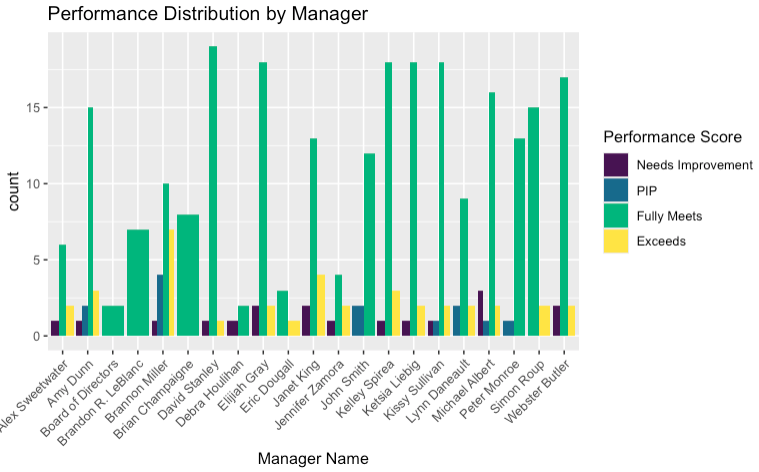 Performance Distribution by Manager
count
15
10
5
0
Alex Sweetwater
Amy Dunn
Board of Directors
Brandon R. LeBlanc
Brannon Miller
Brian Champaigne
David Stanley
Debra Houlihan
Elijiah Gray
Eric Dougall
Janet King
Jennifer Zamora
John Smith
Kelley Spirea
Ketsia Liebig
Kissy Sullivan
Lynn Daneault
Michael Albert
Peter Monroe
Simon Roup
Webster Butler
Manager Name
Performance Score
Needs Improvement
PIP
Fully Meets
Exceeds